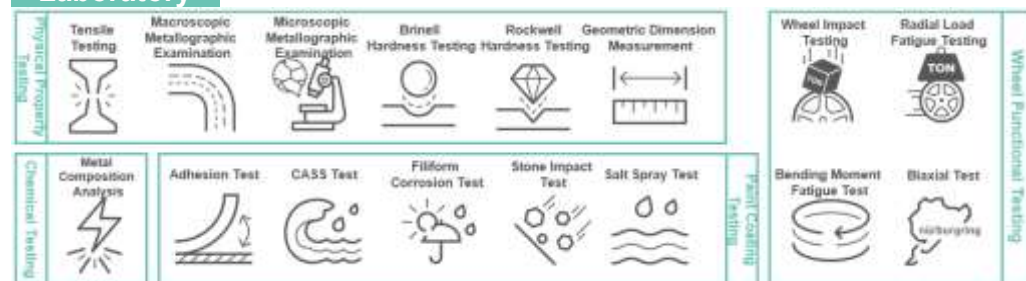 Laboratory
Physical Property
Testing
Tensile
Testing
Macroscopic
Metallographic
Examination
Microscopic
Metallographic
Examination
Brinell
Hardness Testing
Rockwell
Hardness Testing
Geometric Dimension
Measurement
Wheel Impact
Testing
TON
Radial Load
Fatigue Testing
TON
Bending Moment
Fatigue Test
Biaxial Test
nürburgring
Wheel Functional Testing
Chemical Testing
Metal
Composition
Analysis
Adhesion Test
CASS Test
Filiform
Corrosion Test
Stone Impact
Test
Salt Spray Test
Paint Coating
Testing